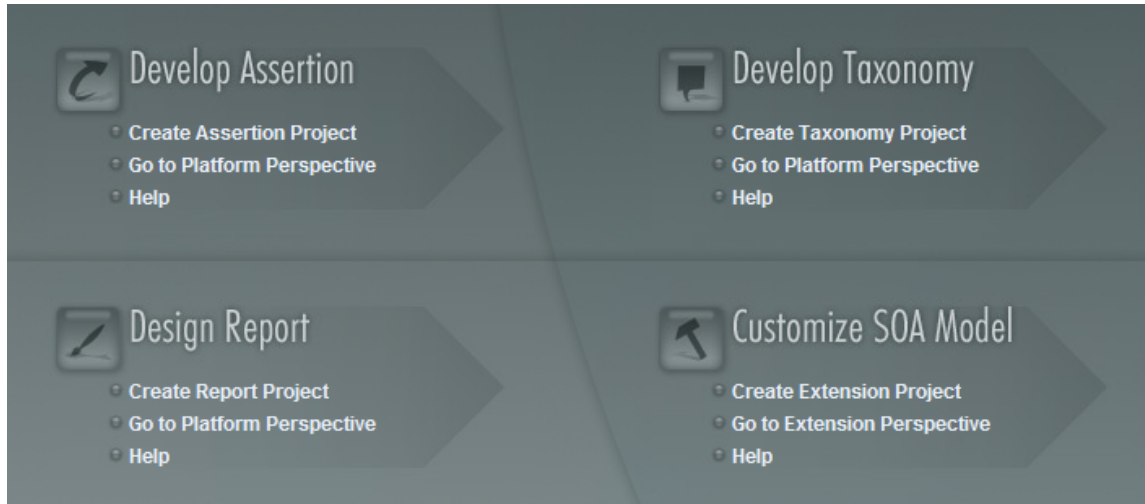 Develop Assertion
Create Assertion Project
Go to Platform Perspective
Help
Develop Taxonomy
Create Taxonomy Project
Go to Platform Perspective
Help
Design Report
Create Report Project
Go to Platform Perspective
Help
Customize SOA Model
Create Extension Project
Go to Extension Perspective
Help